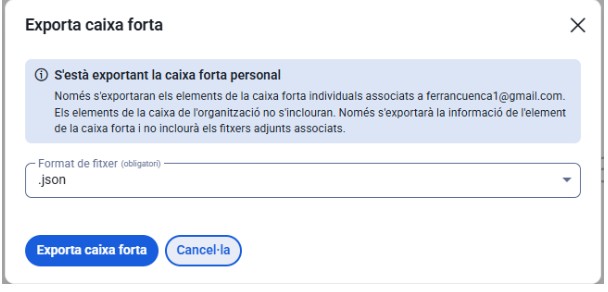 Exporta caixa forta
S'està exportant la caixa forta personal
Només s'exportaran els elements de la caixa forta individuals associats a ferrancuenca1@gmail.com.
Els elements de la caixa de l'organització no s'inclouran. Només s'exportarà la informació de l'element
de la caixa forta i no inclourà els fitxers adjunts associats.
Format de fitxer (obligatori)
.json
Exporta caixa forta
Cancel·la